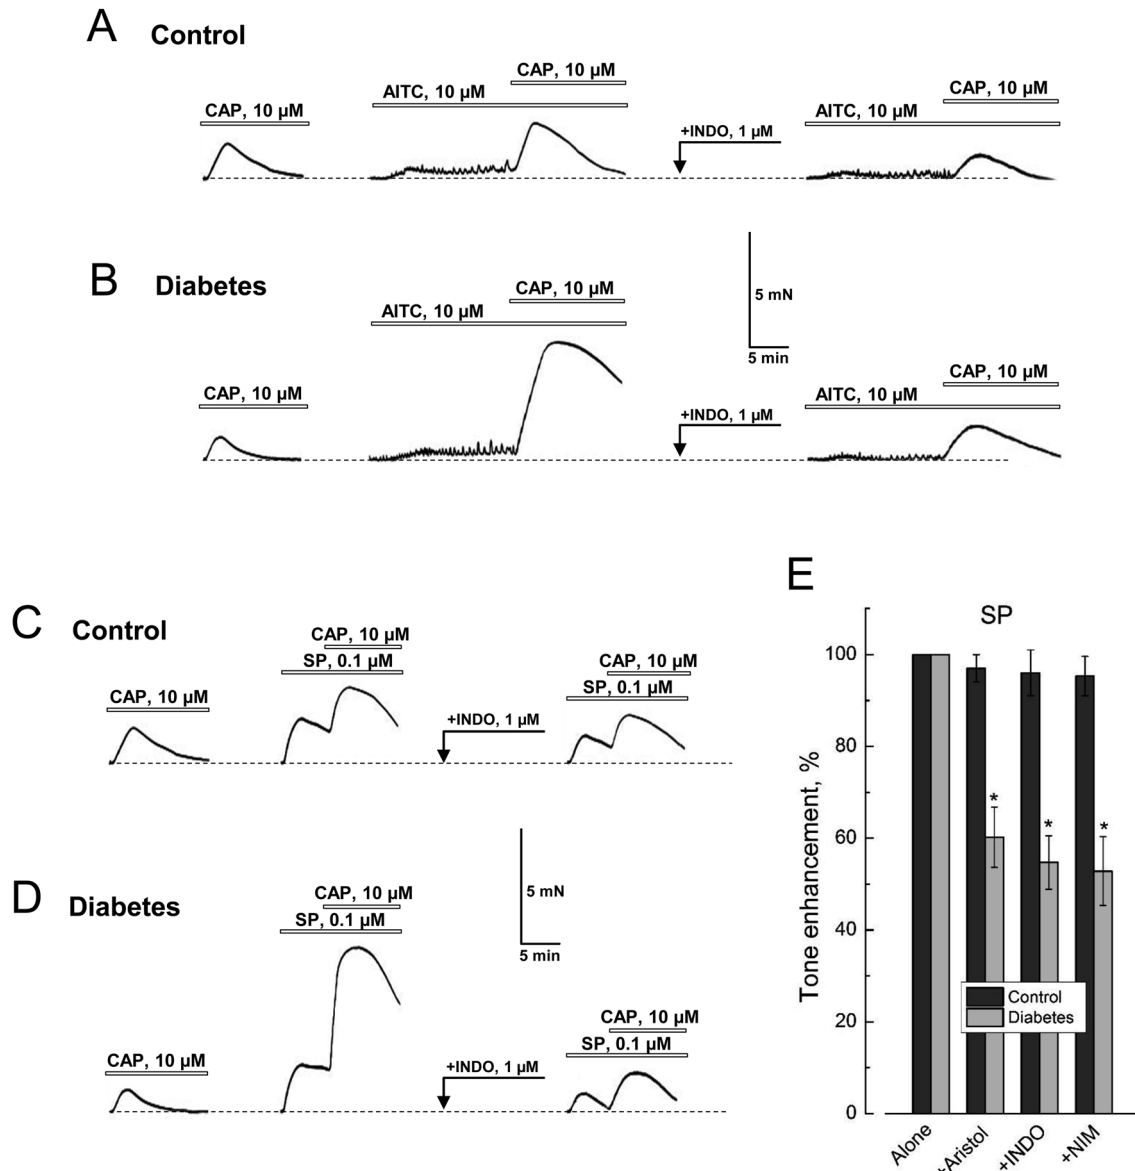 A Control
CAP, 10 µM
AITC, 10 µM
CAP, 10 µM
+INDO, 1 µM
AITC, 10 µM
CAP, 10 µM
5 mN
5 min
B Diabetes
CAP, 10 µM
AITC, 10 µM
CAP, 10 µM
+INDO, 1 µM
AITC, 10 µM
CAP, 10 µM
C Control
CAP, 10 µM
SP, 0.1 µM
CAP, 10 µM
+INDO, 1 µM
SP, 0.1 µM
CAP, 10 µM
5 mN
5 min
D Diabetes
CAP, 10 µM
SP, 0.1 µM
CAP, 10 µM
+INDO, 1 µM
SP, 0.1 µM
CAP, 10 µM
E
SP
Tone enhancement, %
100
80
60
40
20
0
*
*
*
Control
Diabetes
Alone
+Aristol
+INDO
+NIM